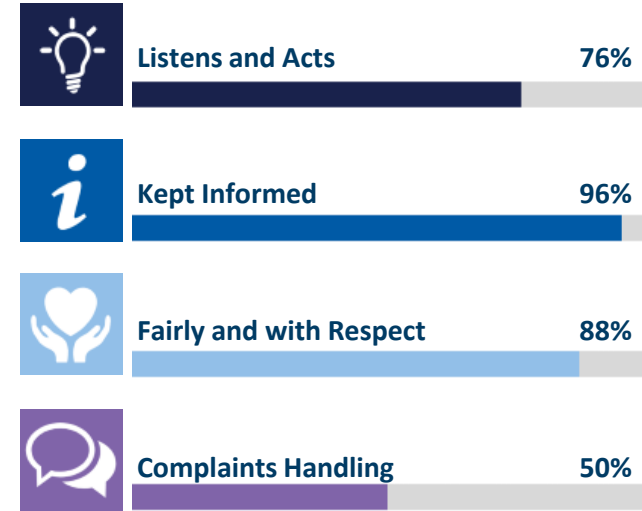 Listens and Acts 76%
Kept Informed 96%
Fairly and with Respect 88%
Complaints Handling 50%